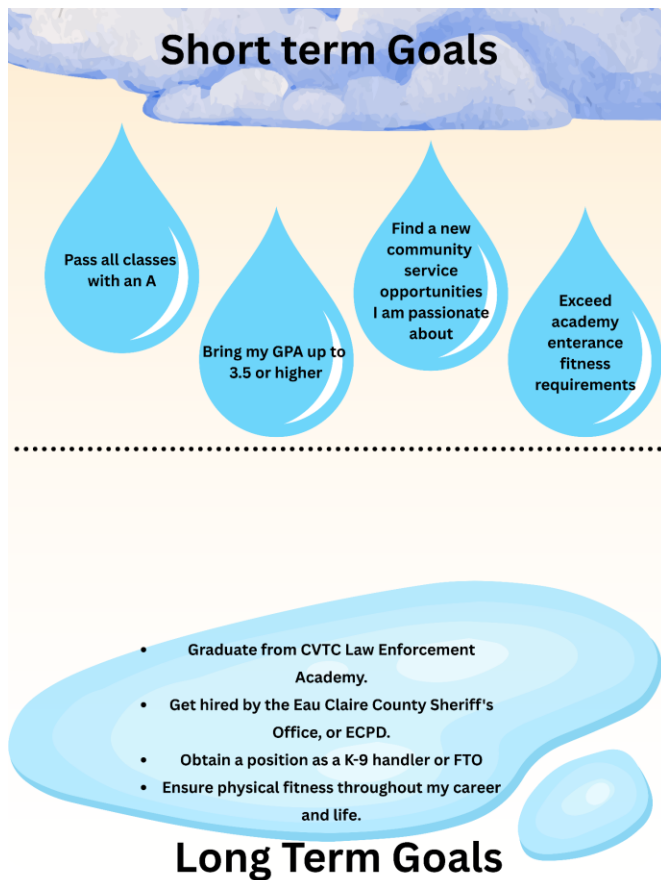 Short term Goals
Pass all classes
with an A
Bring my GPA up to
3.5 or higher
Find a new
community
service
opportunities
I am passionate
about
Exceed
academy
enterance
fitness
requirements
• Graduate from CVTC Law Enforcement
Academy.
• Get hired by the Eau Claire County Sheriff's
Office, or ECPD.
• Obtain a position as a K-9 handler or FTO
• Ensure physical fitness throughout my career
and life.
Long Term Goals